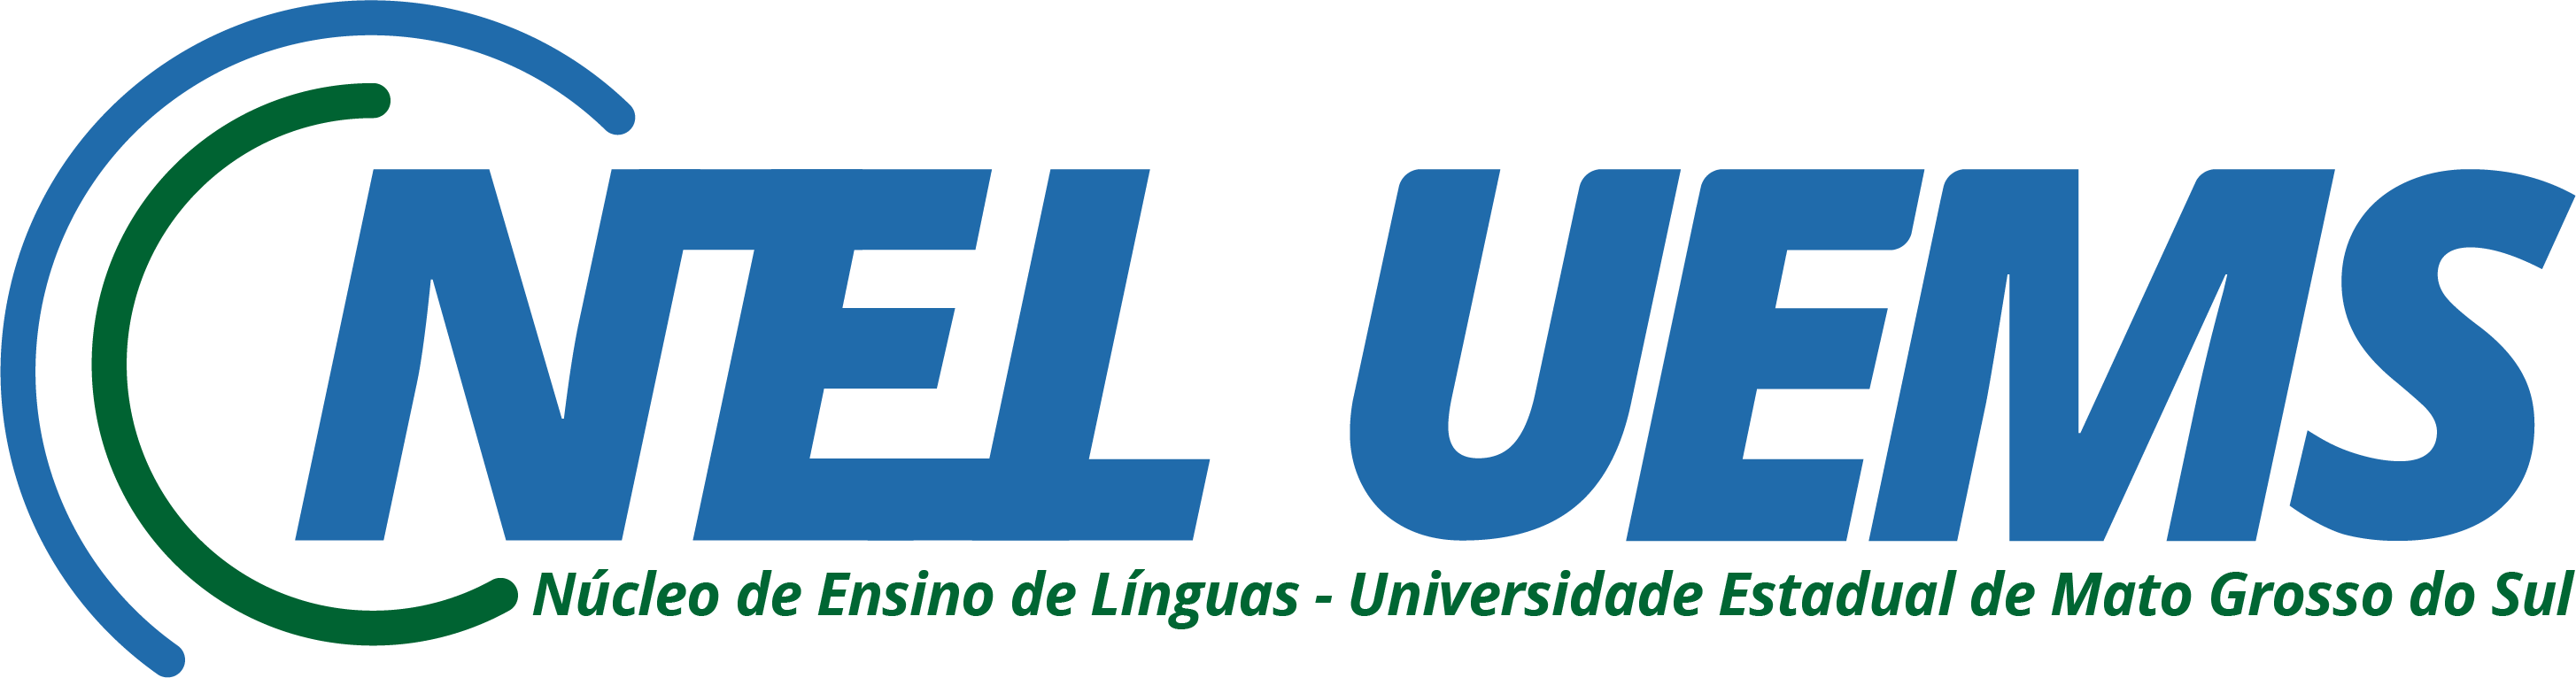 NEL UEMS
Núcleo de Ensino de Línguas - Universidade Estadual de Mato Grosso do Sul